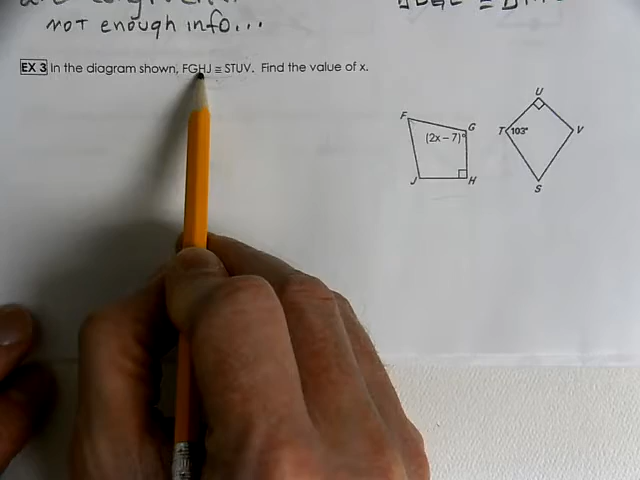 not enough info...
EX 3 In the diagram shown, FGHJ ≅ STUV. Find the value of x.
F
G
(2x – 7)°
J
H
U
T
103°
V
S